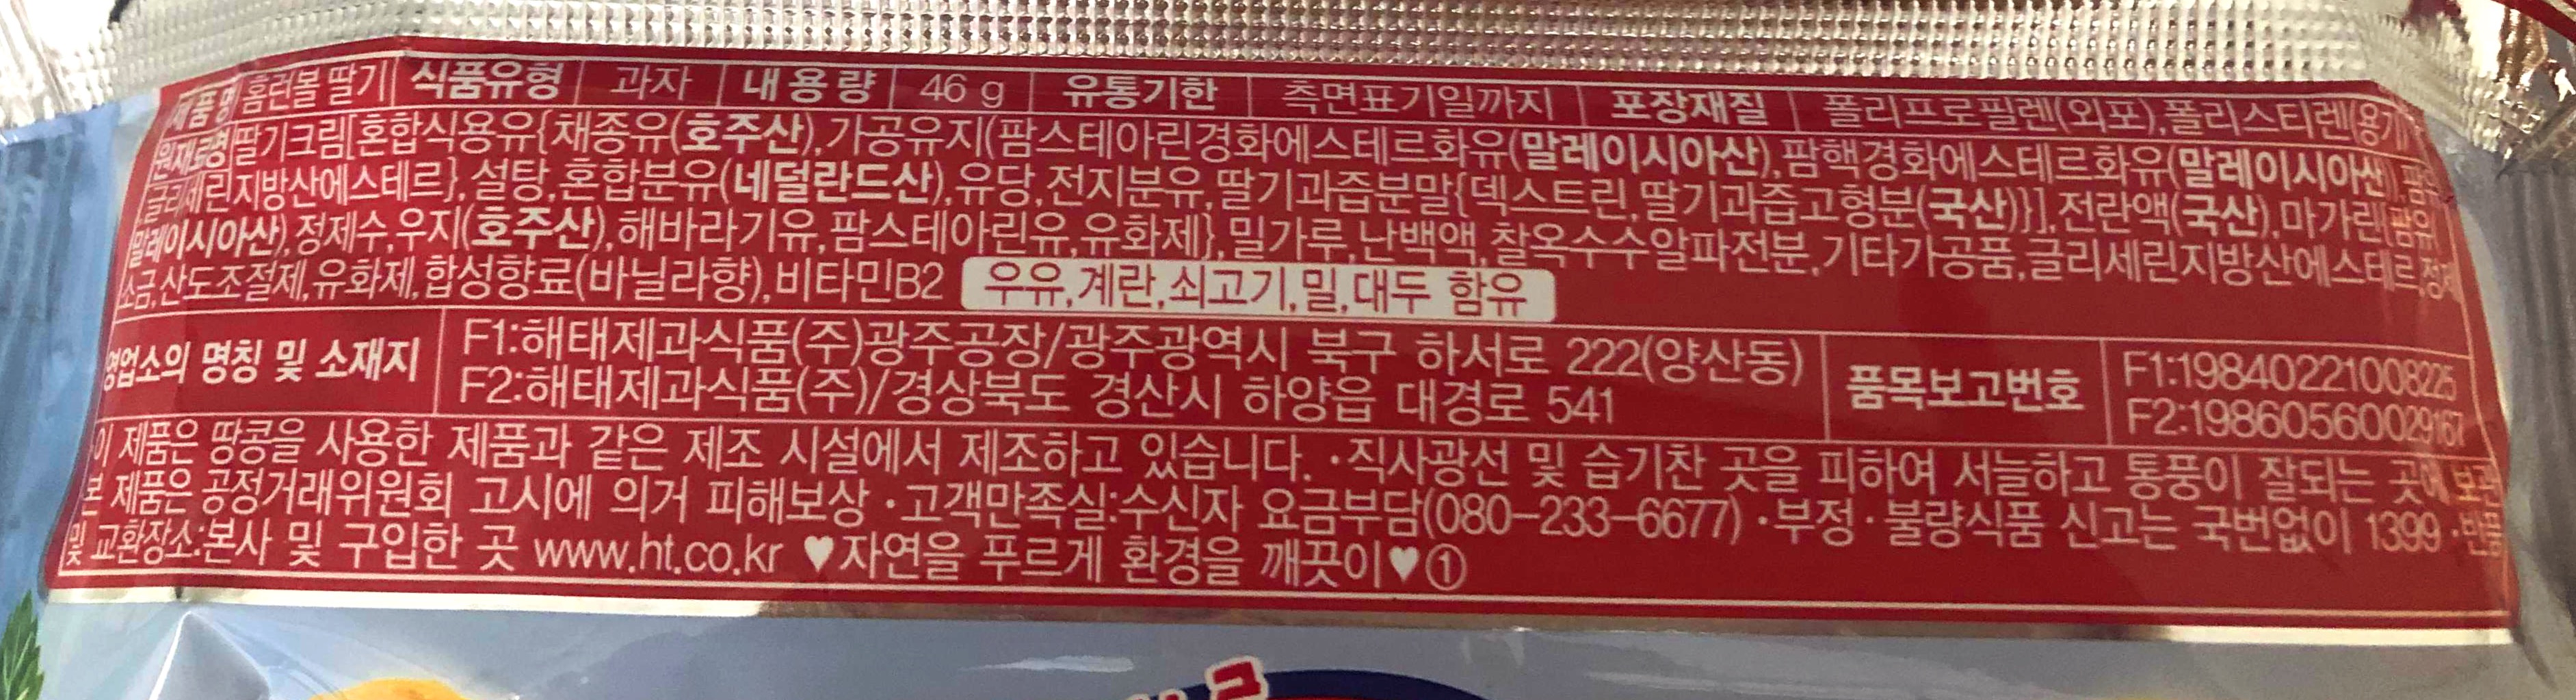 제품명 홈런볼 딸기 식품유형 과자 내용량 46 g 유통기한 측면표기일까지 포장재질 폴리프로필렌(외포),폴리스티렌(용기)
원재료명 딸기크림[혼합식용유{채종유(호주산),가공유지(팜스테아린경화에스테르화유(말레이시아산),팜핵경화에스테르화유(말레이시아산)),
글리세린지방산에스테르},설탕,혼합분유(네덜란드산),유당,전지분유,딸기과즙분말{덱스트린,딸기과즙고형분(국산)}],전란액(국산),마가린{팜유
말레이시아산),정제수,우지(호주산),해바라기유,팜스테아린유,유화제},밀가루,난백액,찰옥수수알파전분,기타가공품,글리세린지방산에스테르,정제
소금,산도조절제,유화제,합성향료(바닐라향),비타민B2 우유,계란,쇠고기,밀,대두 함유
영업소의 명칭 및 소재지 F1:해태제과식품(주)광주공장/광주광역시 북구 하서로 222(양산동)
F2:해태제과식품(주)/경상북도 경산시 하양읍 대경로 541
품목보고번호 F1:19840221008225
F2:19860560029167
이 제품은 땅콩을 사용한 제품과 같은 제조 시설에서 제조하고 있습니다. ·직사광선 및 습기찬 곳을 피하여 서늘하고 통풍이 잘되는 곳에 보관
본 제품은 공정거래위원회 고시에 의거 피해보상 ·고객만족실:수신자 요금부담(080-233-6677) ·부정·불량식품 신고는 국번없이 1399 ·반품
및 교환장소:본사 및 구입한 곳 www.ht.co.kr ♥자연을 푸르게 환경을 깨끗이♥①